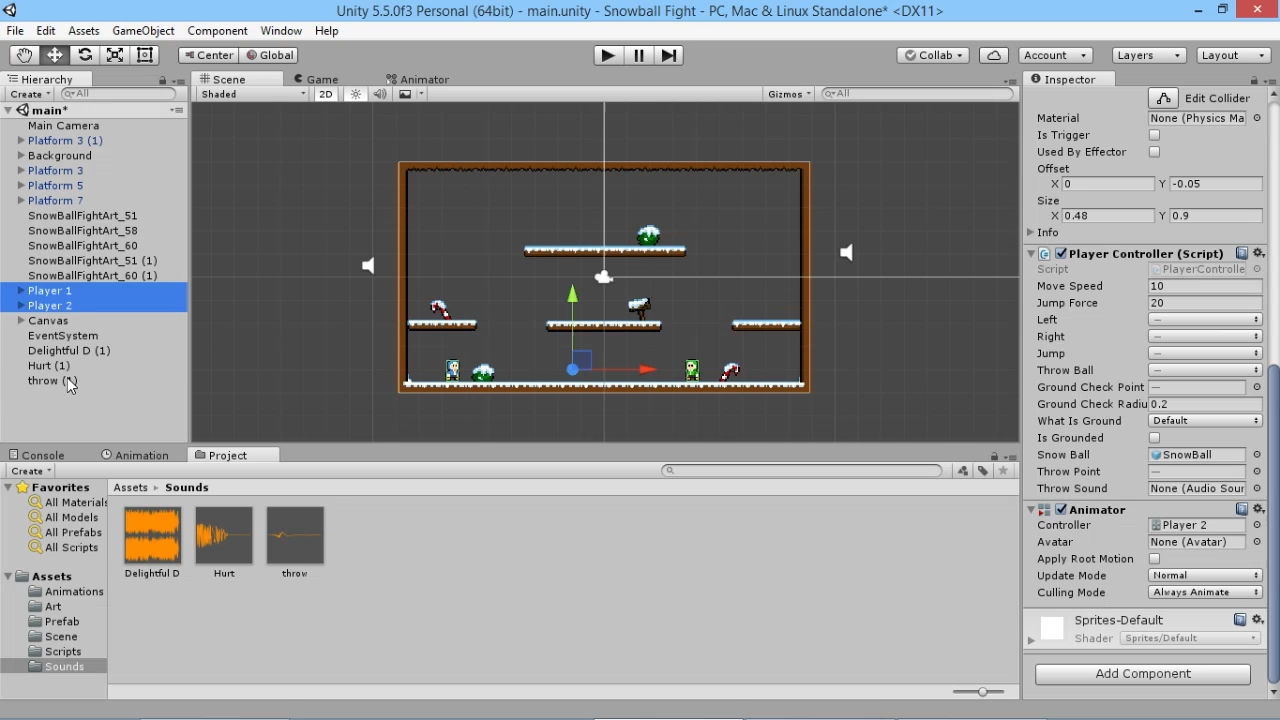 Unity 5.5.0f3 Personal (64bit) - main.unity - Snowball Fight - PC, Mac & Linux Standalone* <DX11>
File Edit Assets GameObject Component Window Help
Center Global Collab Account Layers Layout
Hierarchy
Create All
main*
Main Camera
Platform 3 (1)
Background
Platform 3
Platform 5
Platform 7
SnowBallFightArt_51
SnowBallFightArt_58
SnowBallFightArt_60
SnowBallFightArt_51 (1)
SnowBallFightArt_60 (1)
Player 1
Player 2
Canvas
EventSystem
Delightful D (1)
Hurt (1)
throw
Scene Game Animator
Shaded 2D Gizmos All
Inspector
Edit Collider
Material None (Physics Ma
Is Trigger
Used By Effector
Offset
X 0 Y -0.05
Size
X 0.48 Y 0.9
Info
Player Controller (Script)
Script PlayerControlle
Move Speed 10
Jump Force 20
Left —
Right —
Jump —
Throw Ball —
Ground Check Point —
Ground Check Radiu 0.2
What Is Ground Default
Is Grounded
Snow Ball SnowBall
Throw Point —
Throw Sound None (Audio Sour
Animator
Controller Player 2
Avatar None (Avatar)
Apply Root Motion
Update Mode Normal
Culling Mode Always Animate
Sprites-Default
Shader Sprites/Default
Add Component
Console Animation Project
Create
Favorites
All Materials
All Models
All Prefabs
All Scripts
Assets
Animations
Art
Prefab
Scene
Scripts
Sounds
Assets Sounds
Delightful D Hurt throw